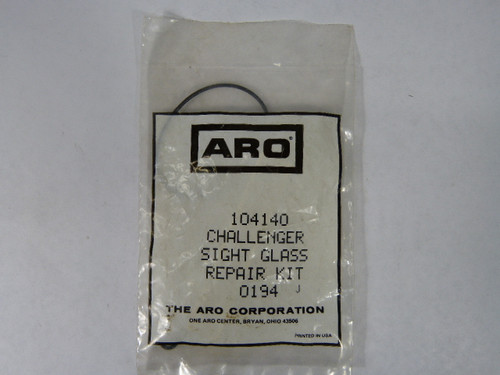 ARO®
104140
CHALLENGER
SIGHT GLASS
REPAIR KIT
0194 J
THE ARO CORPORATION
ONE ARO CENTER, BRYAN, OHIO 43506
PRINTED IN USA